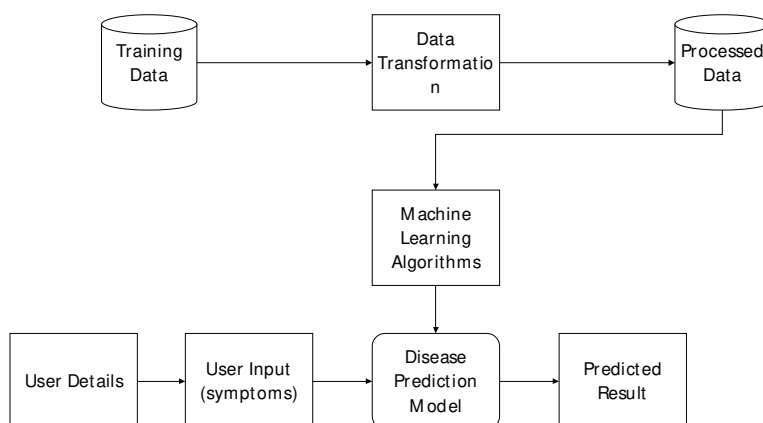 Training
Data
Data
Transformatio
n
Processed
Data
Machine
Learning
Algorithms
User Details
User Input
(symptoms)
Disease
Prediction
Model
Predicted
Result